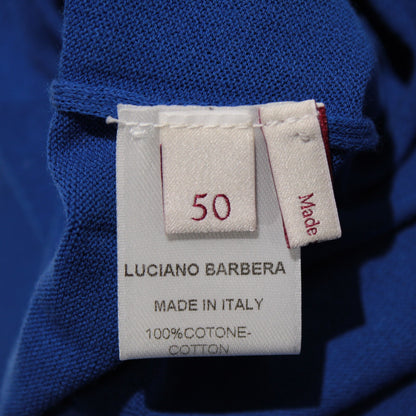 50
Made
LUCIANO BARBERA
MADE IN ITALY
100%COTONE-
COTTON